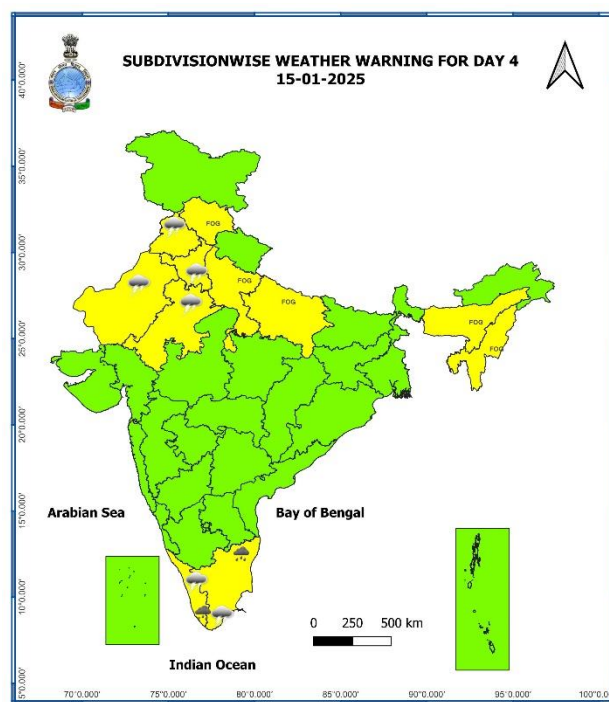 SUBDIVISIONWISE WEATHER WARNING FOR DAY 4
15-01-2025
40°0.000'
35°0.000'
30°0.000'
25°0.000'
20°0.000'
15°0.000'
10°0.000'
5°0.000'
FOG
FOG
FOG
FOG
FOG
Arabian Sea
Bay of Bengal
0 250 500 km
Indian Ocean
70°0.000' 75°0.000' 80°0.000' 85°0.000' 90°0.000' 95°0.000' 100°0.000'